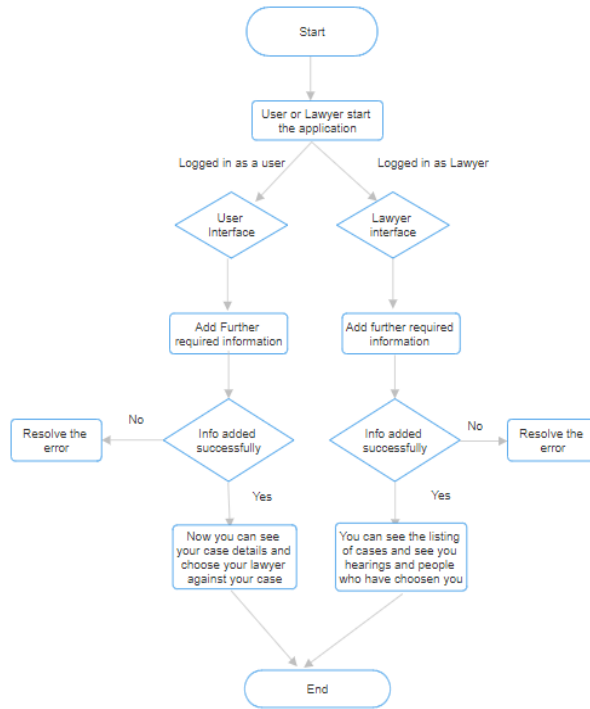 Start
User or Lawyer start
the application
Logged in as a user
Logged in as Lawyer
User
Interface
Lawyer
interface
Add Further
required information
Add further required
information
No
Resolve the
error
Info added
successfully
Info added
successfully
No
Resolve the
error
Yes
Yes
Now you can see
your case details and
choose your lawyer
against your case
You can see the listing
of cases and see you
hearings and people
who have choosen you
End